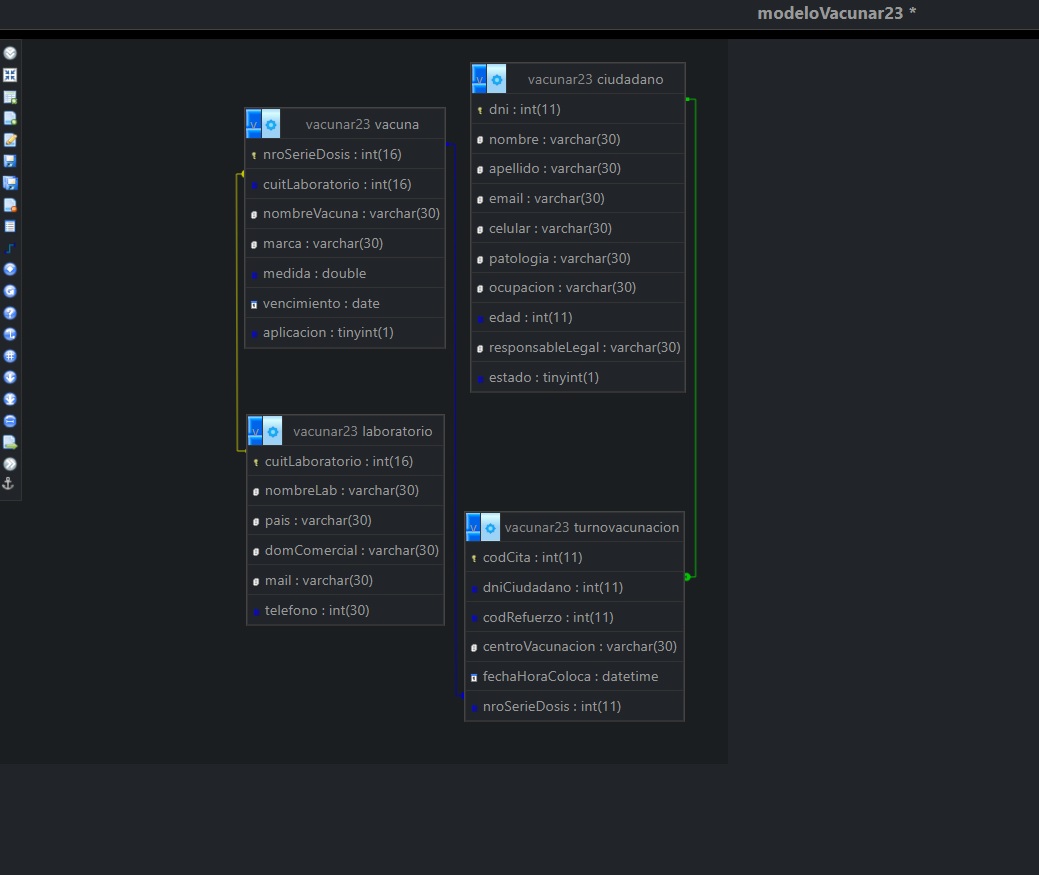 modeloVacunar23 *
vacunar23 vacuna
nroSerieDosis : int(16)
cuitLaboratorio : int(16)
nombreVacuna : varchar(30)
marca : varchar(30)
medida : double
vencimiento : date
aplicacion : tinyint(1)
vacunar23 ciudadano
dni : int(11)
nombre : varchar(30)
apellido : varchar(30)
email : varchar(30)
celular : varchar(30)
patologia : varchar(30)
ocupacion : varchar(30)
edad : int(11)
responsableLegal : varchar(30)
estado : tinyint(1)
vacunar23 laboratorio
cuitLaboratorio : int(16)
nombreLab : varchar(30)
pais : varchar(30)
domComercial : varchar(30)
mail : varchar(30)
telefono : int(30)
vacunar23 turnovacunacion
codCita : int(11)
dniCiudadano : int(11)
codRefuerzo : int(11)
centroVacunacion : varchar(30)
fechaHoraColoca : datetime
nroSerieDosis : int(11)